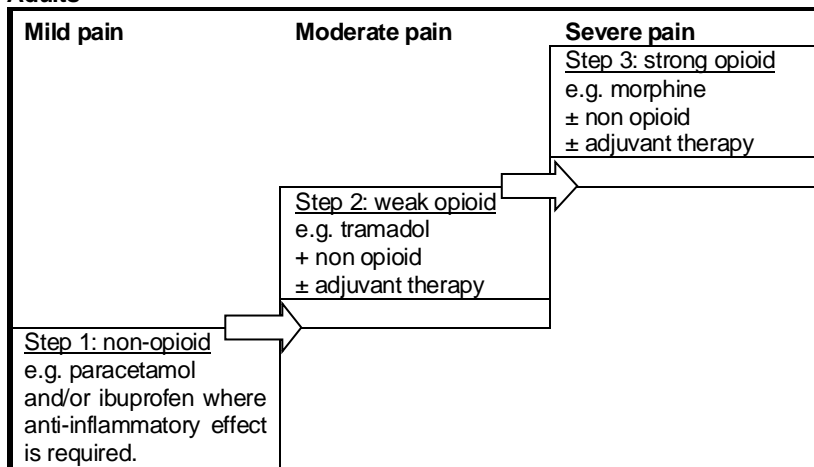 Adults
Mild pain
Moderate pain
Severe pain
Step 3: strong opioid
e.g. morphine
± non opioid
± adjuvant therapy
Step 2: weak opioid
e.g. tramadol
+ non opioid
± adjuvant therapy
Step 1: non-opioid
e.g. paracetamol
and/or ibuprofen where
anti-inflammatory effect
is required.